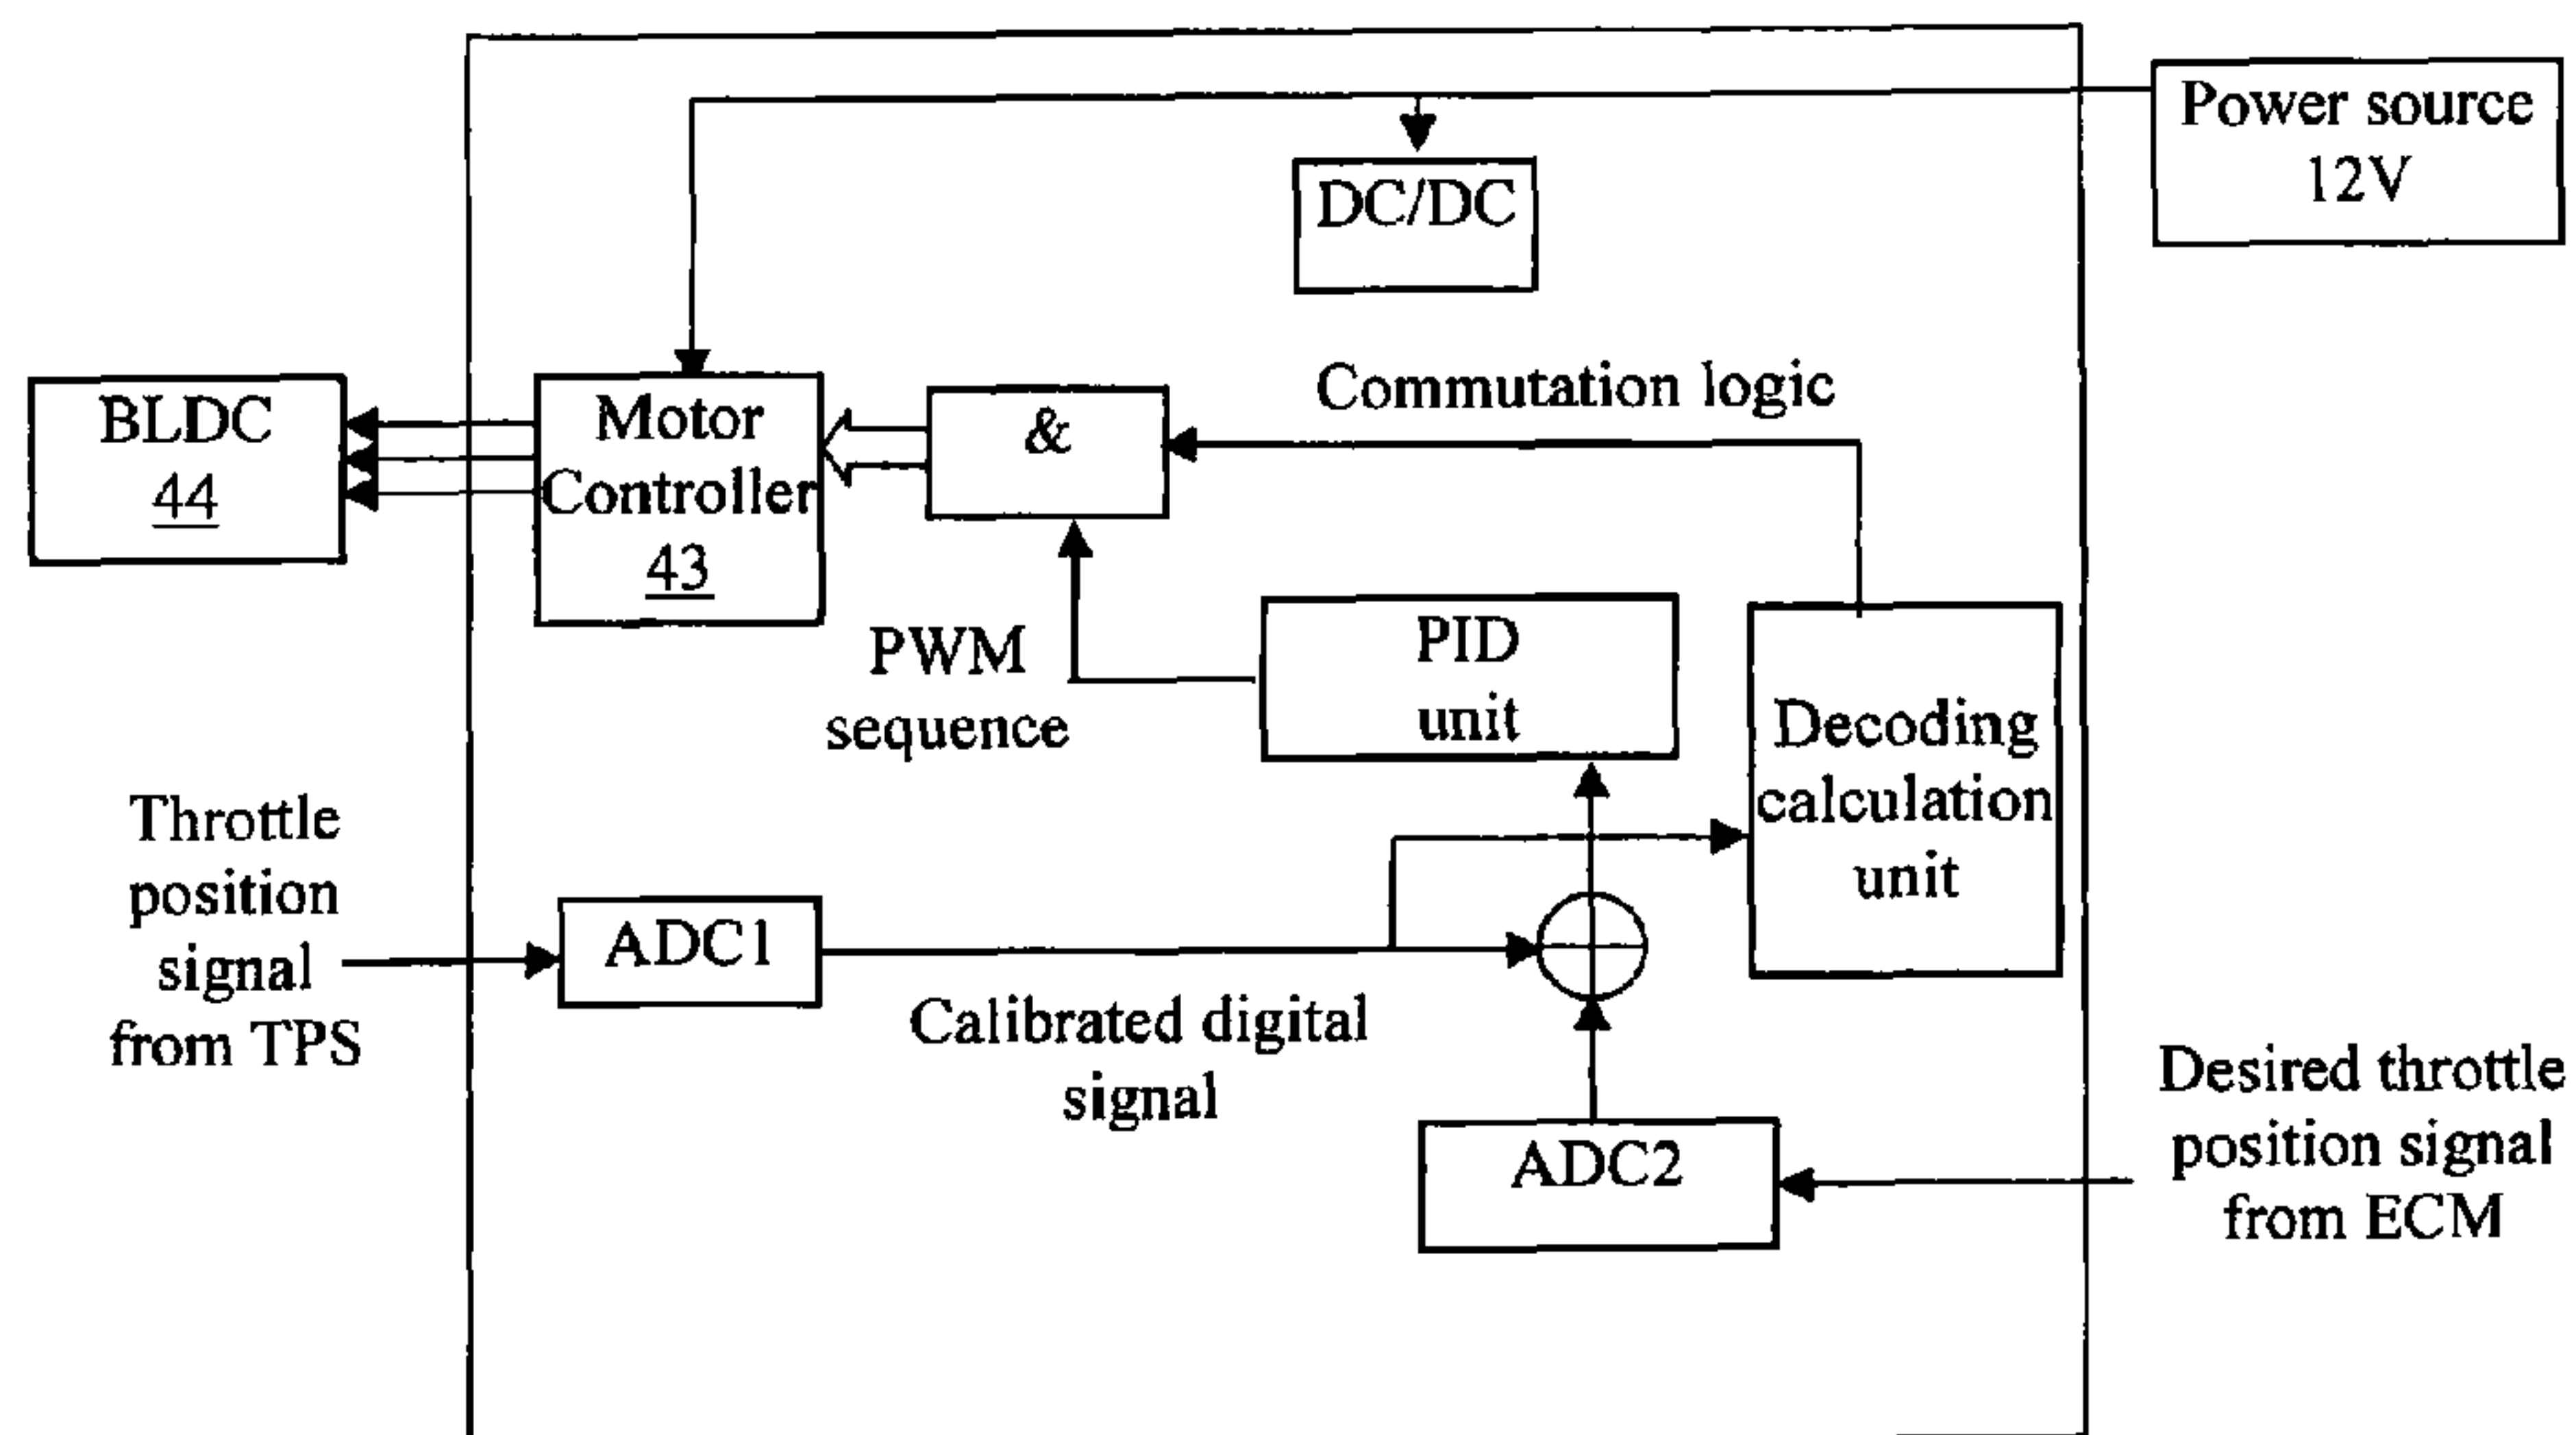 Power source
12V
DC/DC
BLDC
44
Motor
Controller
43
&
Commutation logic
PWM
sequence
PID
unit
Decoding
calculation
unit
Throttle
position
signal
from TPS
ADC1
Calibrated digital
signal
ADC2
Desired throttle
position signal
from ECM